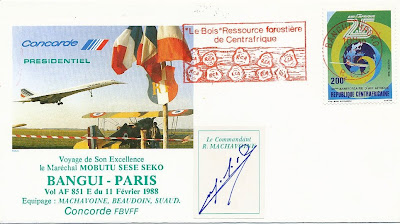 Concorde
PRESIDENTIEL
"Le Bois" Ressource forestière
de Centrafrique
RCA
RCA
200F
REPUBLIQUE CENTRAFRICAINE
Voyage de Son Excellence
le Maréchal MOBUTU SESE SEKO
BANGUI - PARIS
Vol AF 851 E du 11 Février 1988
Equipage : MACHAVOINE, BEAUDOIN, SUAUD.
Concorde FBVFF
Le Commandant
R. MACHAVOINE